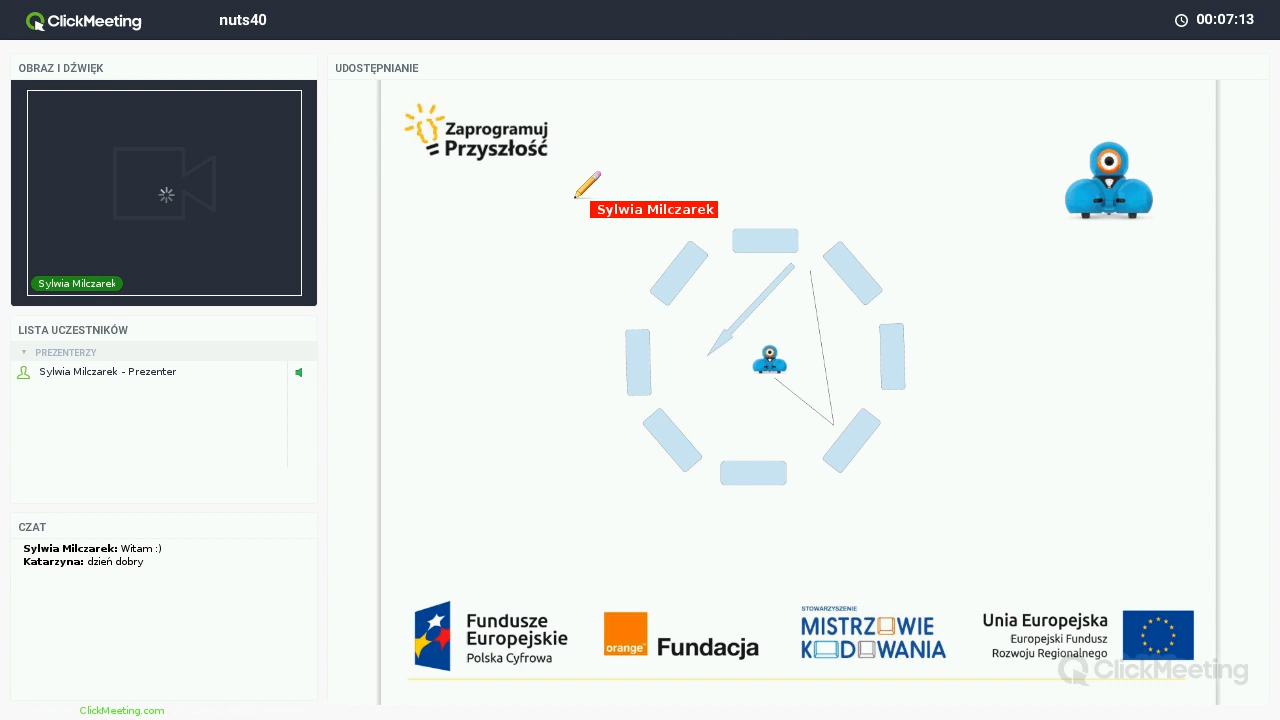 ClickMeeting
nuts40
00:07:13
OBRAZ I DŹWIĘK
Sylwia Milczarek
LISTA UCZESTNIKÓW
PREZENTERZY
Sylwia Milczarek - Prezenter
CZAT
Sylwia Milczarek: Witam :)
Katarzyna: dzień dobry
ClickMeeting.com
UDOSTĘPNIANIE
Zaprogramuj
Przyszłość
Sylwia Milczarek
Fundusze
Europejskie
Polska Cyfrowa
orange™
Fundacja
STOWARZYSZENIE
MISTRZOWIE
KODOWANIA
Unia Europejska
Europejski Fundusz
Rozwoju Regionalnego
ClickMeeting